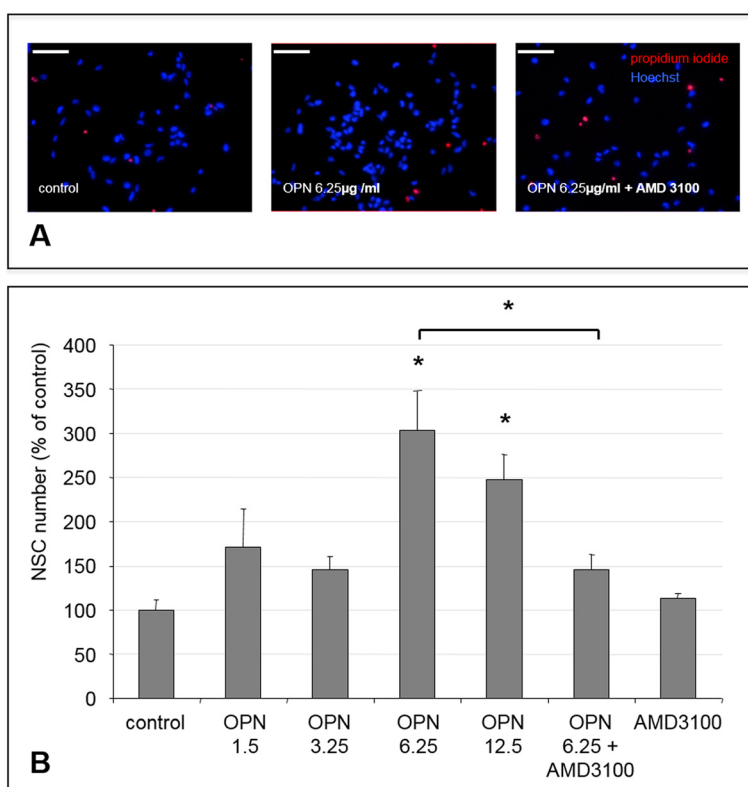 propidium iodide
Hoechst
control
OPN 6.25µg /ml
OPN 6.25µg/ml + AMD 3100
A
*
*
*
NSC number (% of control)
400
350
300
250
200
150
100
50
0
control
OPN
1.5
OPN
3.25
OPN
6.25
OPN
12.5
OPN
6.25 +
AMD3100
AMD3100
B